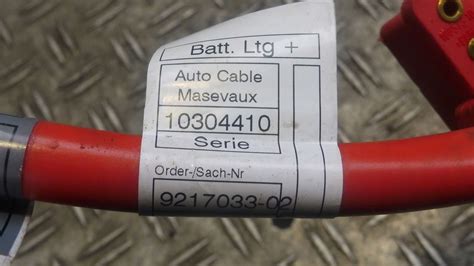 Batt. Ltg +
Auto Cable
Masevaux
10304410
Serie
Order-/Sach-Nr
9217033-02